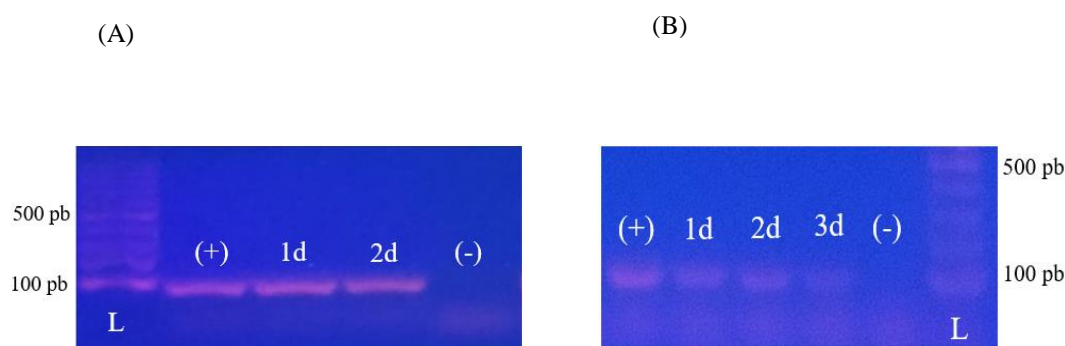 (A)
500 pb
100 pb
(+) 1d 2d (-)
L
(B)
(+) 1d 2d 3d (-)
500 pb
100 pb
L